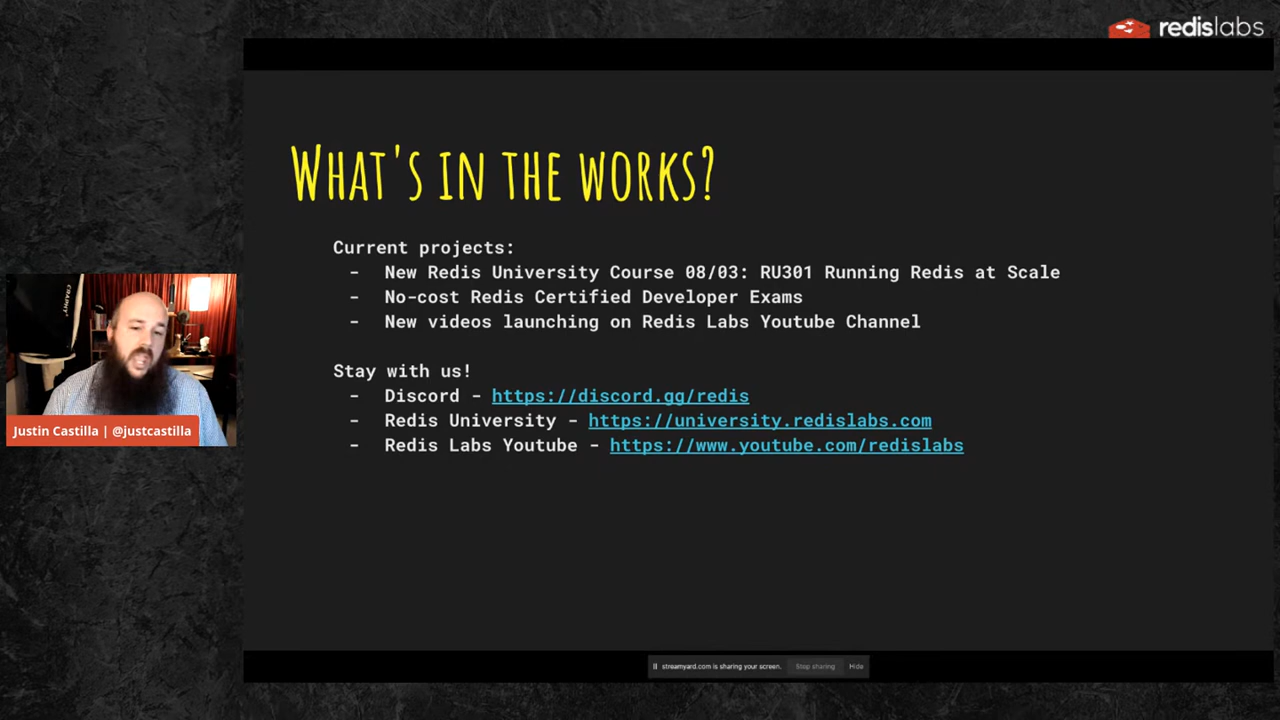 redislabs
WHAT'S IN THE WORKS?
Current projects:
- New Redis University Course 08/03: RU301 Running Redis at Scale
- No-cost Redis Certified Developer Exams
- New videos launching on Redis Labs Youtube Channel
Stay with us!
- Discord - https://discord.gg/redis
- Redis University - https://university.redislabs.com
- Redis Labs Youtube - https://www.youtube.com/redislabs
Justin Castilla | @justcastilla
streamyard.com is sharing your screen. Stop sharing Hide